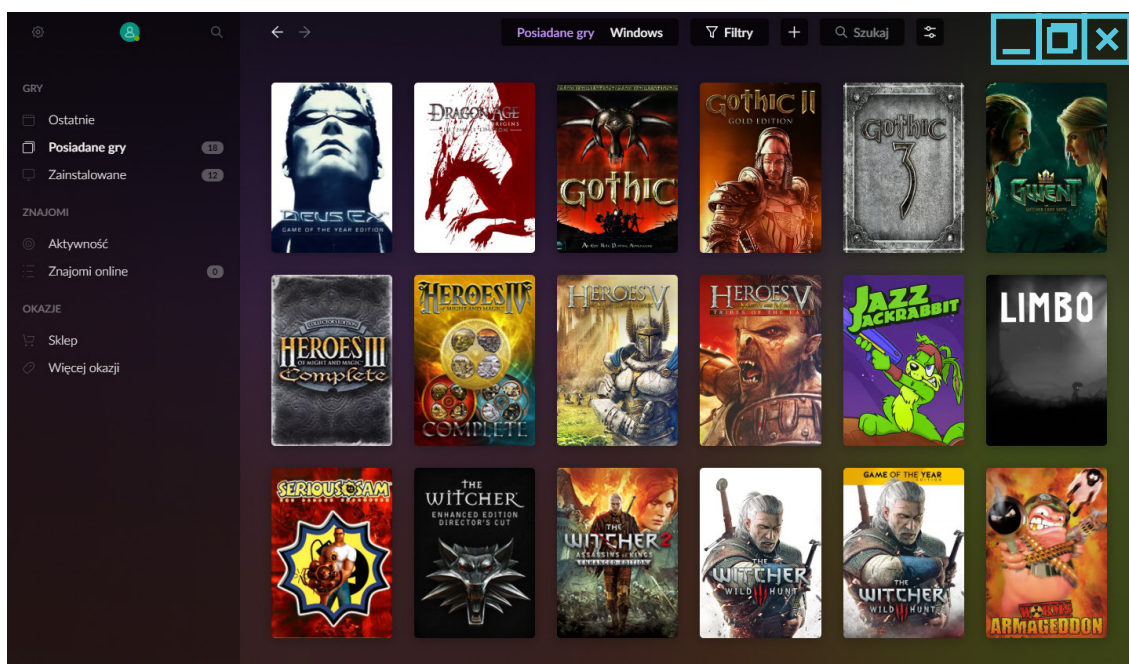 Posiadane gry Windows Filtry + Szukaj
GRY
Ostatnie
Posiadane gry 18
Zainstalowane 12
ZNAJOMI
Aktywność
Znajomi online 0
OKAZJE
Sklep
Więcej okazji
DEUS EX
GAME OF THE YEAR EDITION
DRAGON AGE
ORIGINS
ULTIMATE EDITION
GOTHIC
GOTHIC II
GOLD EDITION
GOTHIC
3
GWENT
HEROES III
OF MIGHT AND MAGIC
Complete
HEROES IV
OF MIGHT AND MAGIC
COMPLETE
HEROES V
HEROES V
TRIBES OF THE EAST
JAZZ
JACKRABBIT
LIMBO
SERIOUS SAM
THE
WITCHER
ENHANCED EDITION
DIRECTOR'S CUT
THE
WITCHER 2
ASSASSINS of KINGS
ENHANCED EDITION
THE
WITCHER
WILD HUNT
GAME OF THE YEAR
EDITION
THE
WITCHER
WILD HUNT
WORMS
ARMAGEDDON